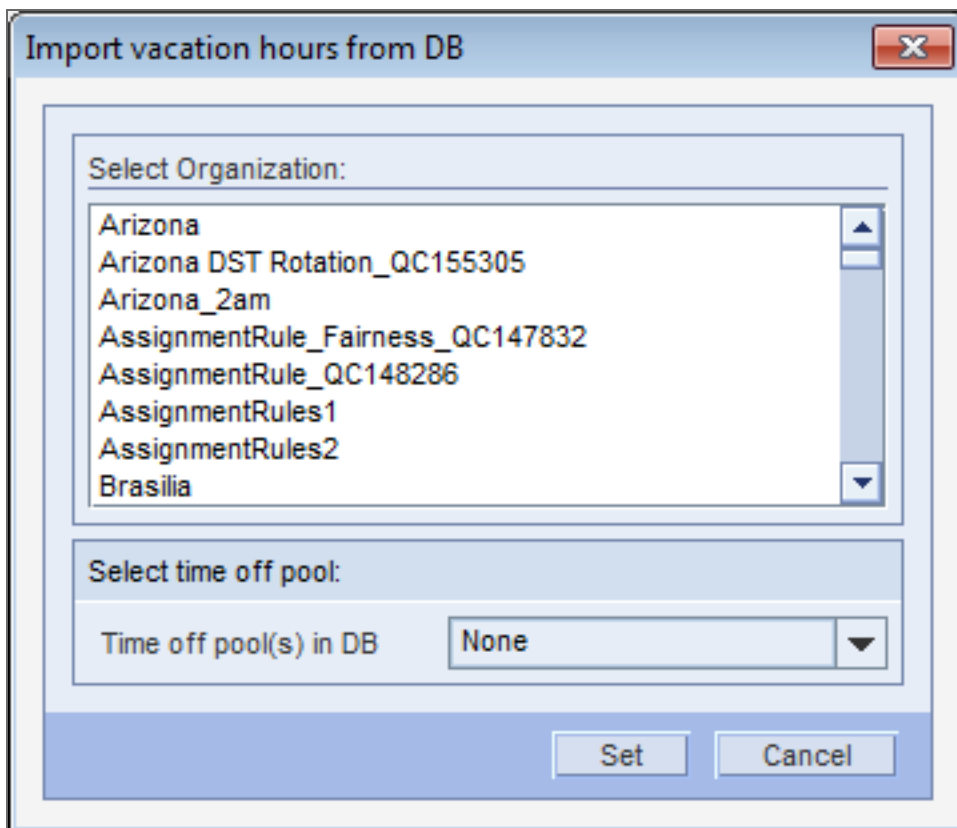 Import vacation hours from DB
Select Organization:
Arizona
Arizona DST Rotation_QC155305
Arizona_2am
AssignmentRule_Fairness_QC147832
AssignmentRule_QC148286
AssignmentRules1
AssignmentRules2
Brasilia
Select time off pool:
Time off pool(s) in DB None
Set Cancel